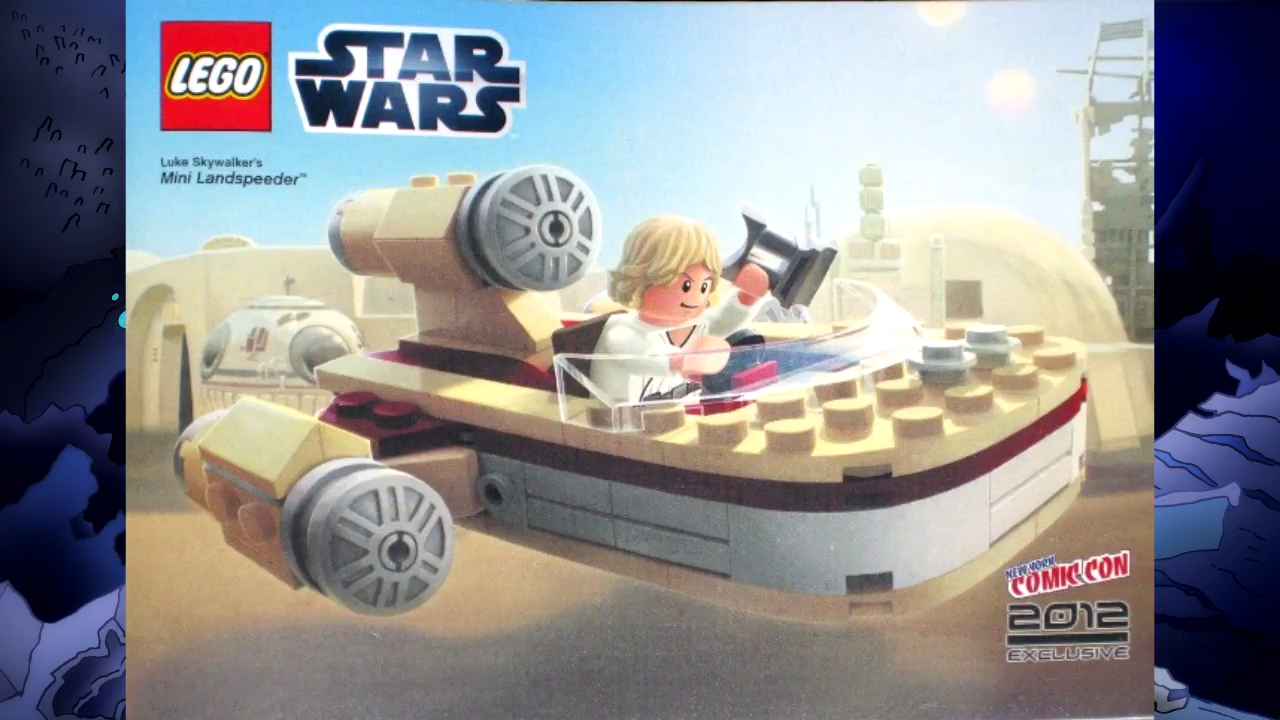 LEGO
STAR
WARS
Luke Skywalker's
Mini Landspeeder™
NEW YORK
COMIC CON
2012
EXCLUSIVE